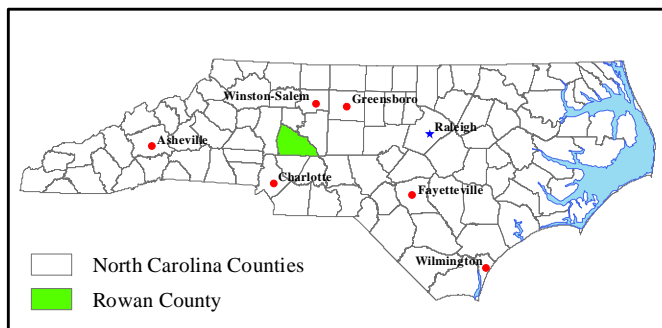 Winston-Salem
Greensboro
Raleigh
Asheville
Charlotte
Fayetteville
Wilmington
North Carolina Counties
Rowan County